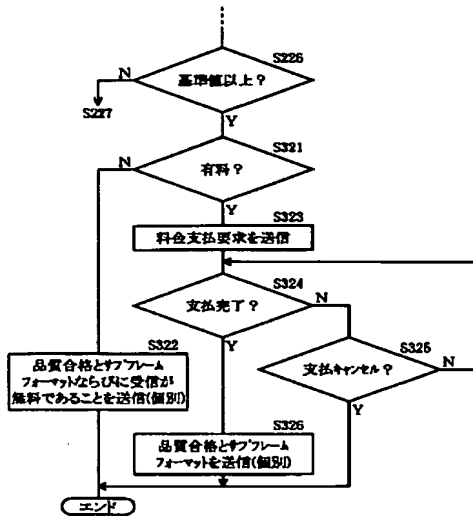 S226
N
基準値以上？
S227
Y
S321
N
有料？
Y
S323
料金支払要求を送信
S324
支払完了？
N
S325
Y
支払キャンセル？
N
Y
S322
品質合格とサブフレーム
フォーマットならびに受信が
無料であることを送信(個別)
S326
品質合格とサブフレーム
フォーマットを送信(個別)
エンド